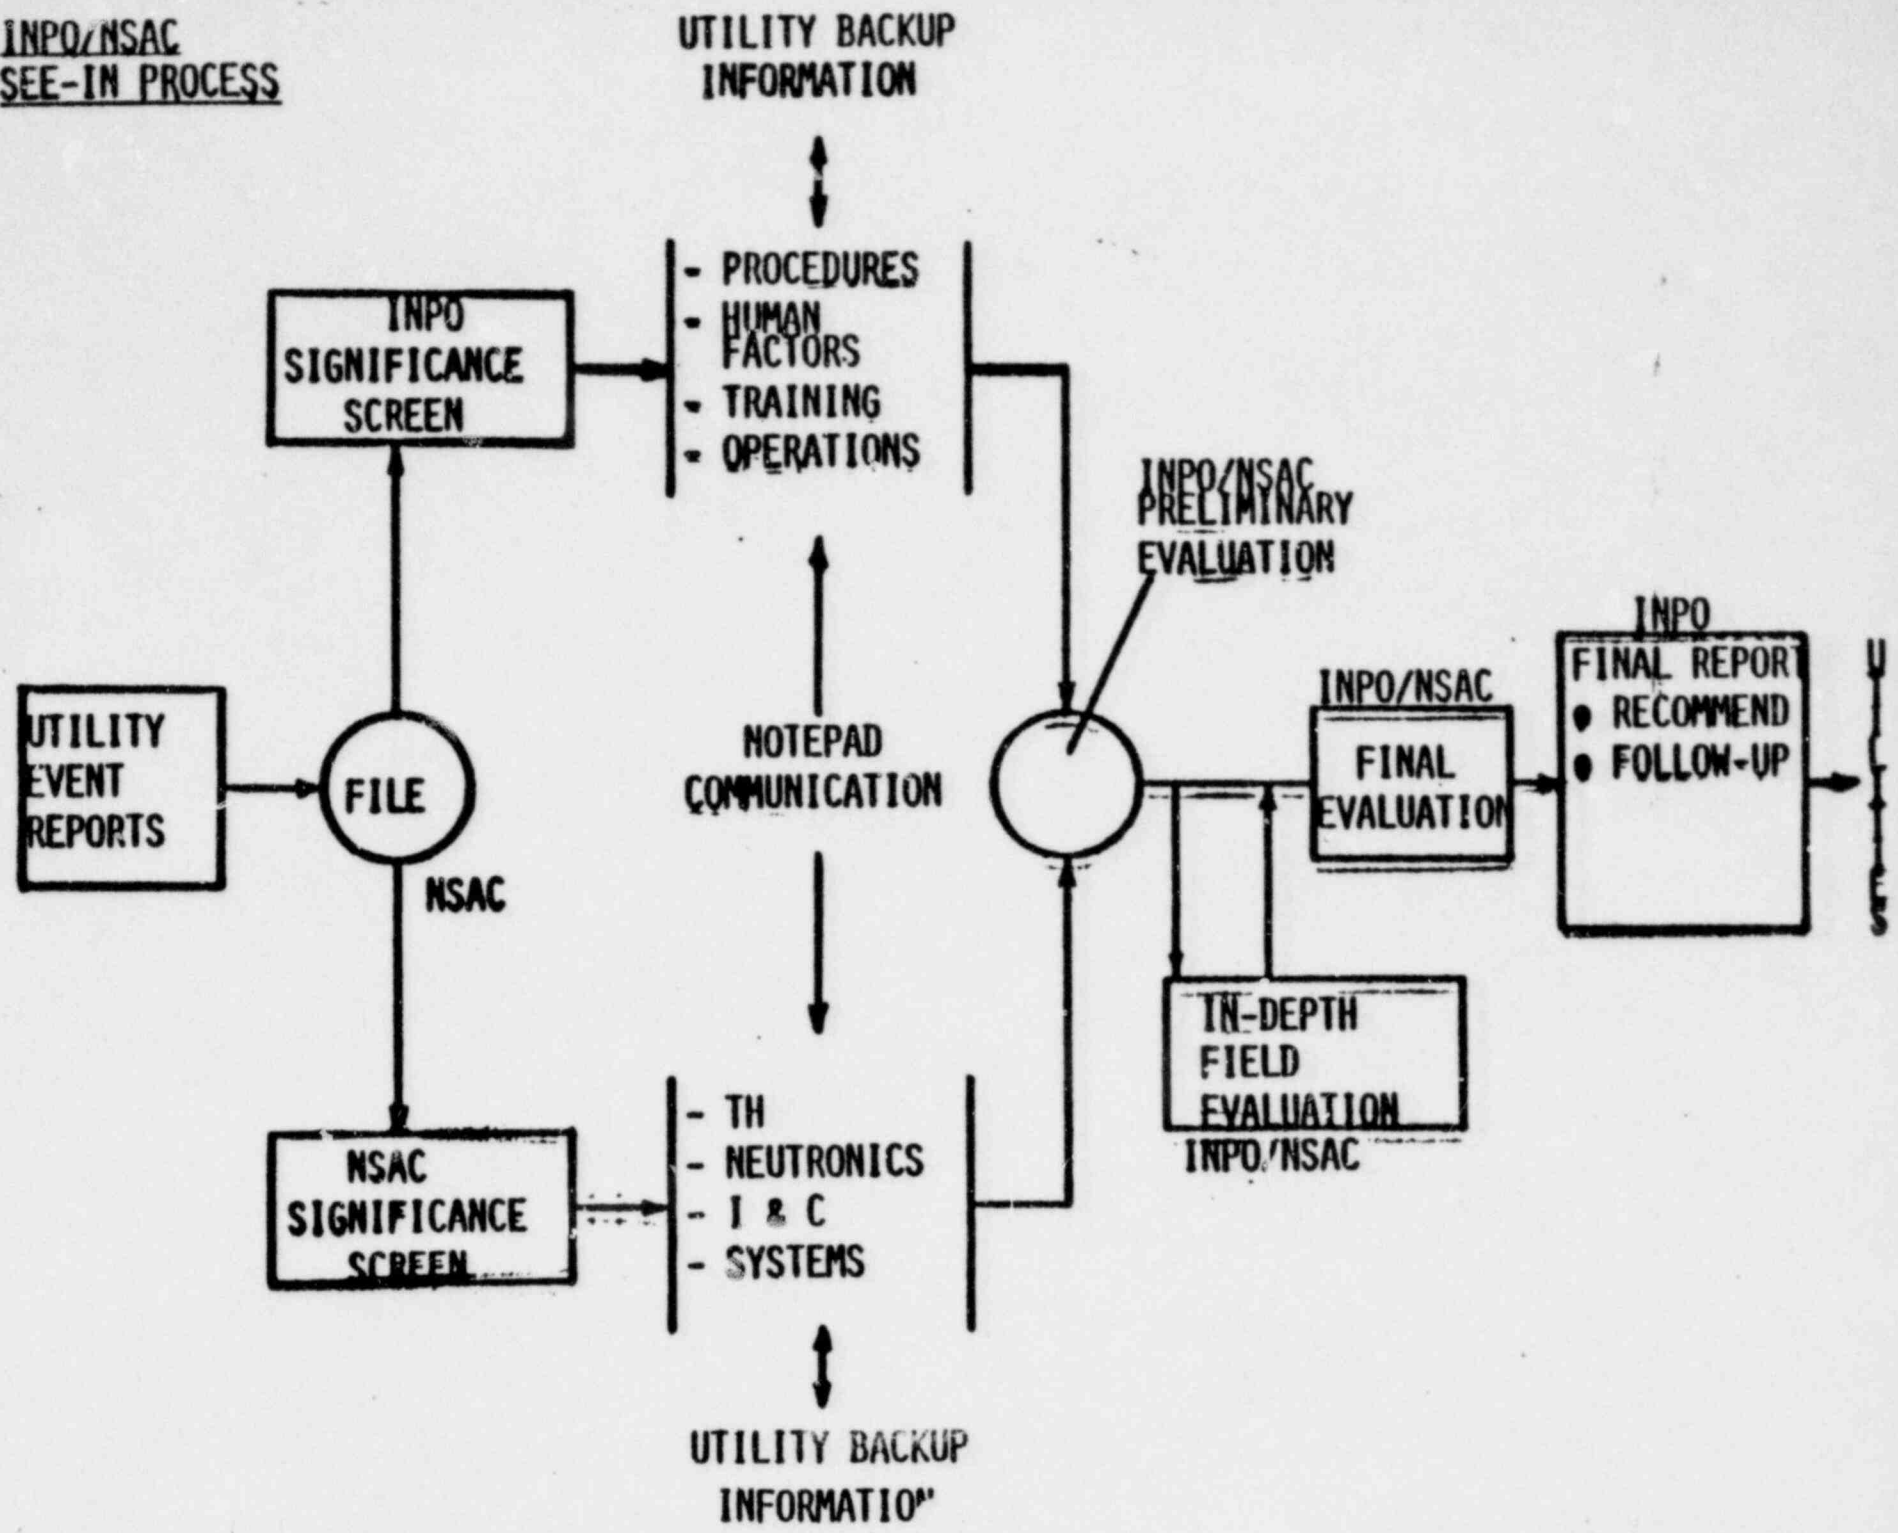 INPO/NSAC
SEE-IN PROCESS
UTILITY BACKUP
INFORMATION
- PROCEDURES
- HUMAN
FACTORS
- TRAINING
- OPERATIONS
INPO
SIGNIFICANCE
SCREEN
UTILITY
EVENT
REPORTS
FILE
NSAC
NOTEPAD
COMMUNICATION
NSAC
SIGNIFICANCE
SCREEN
- TH
- NEUTRONICS
- I & C
- SYSTEMS
UTILITY BACKUP
INFORMATION
INPO/NSAC
PRELIMINARY
EVALUATION
INPO/NSAC
FINAL
EVALUATION
IN-DEPTH
FIELD
EVALUATION
INPO/NSAC
INPO
FINAL REPORT
• RECOMMEND
• FOLLOW-UP
UTILITIES